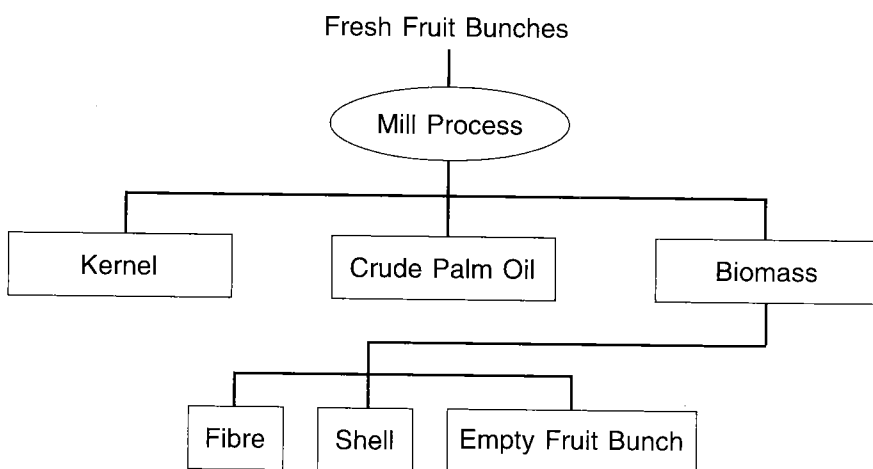 Fresh Fruit Bunches
Mill Process
Kernel
Crude Palm Oil
Biomass
Fibre
Shell
Empty Fruit Bunch